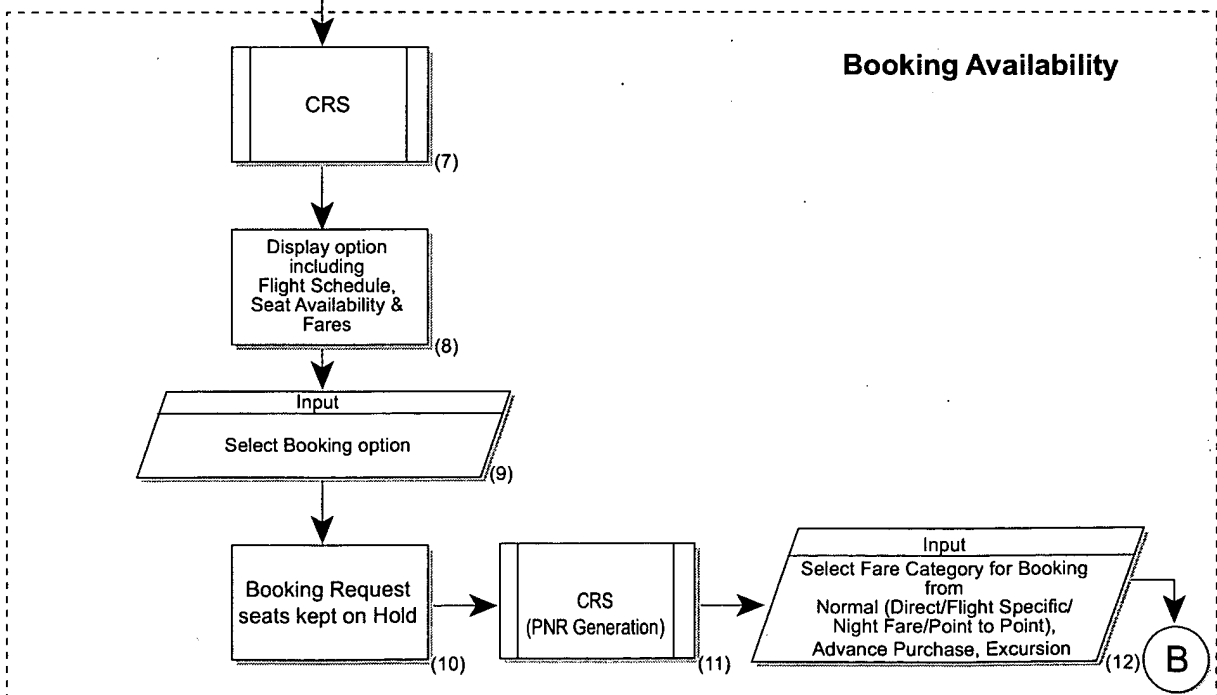 Booking Availability
CRS
(7)
Display option
including
Flight Schedule,
Seat Availability &
Fares
(8)
Input
Select Booking option
(9)
Booking Request
seats kept on Hold
(10)
CRS
(PNR Generation)
(11)
Input
Select Fare Category for Booking
from
Normal (Direct/Flight Specific/
Night Fare/Point to Point),
Advance Purchase, Excursion
(12)
B